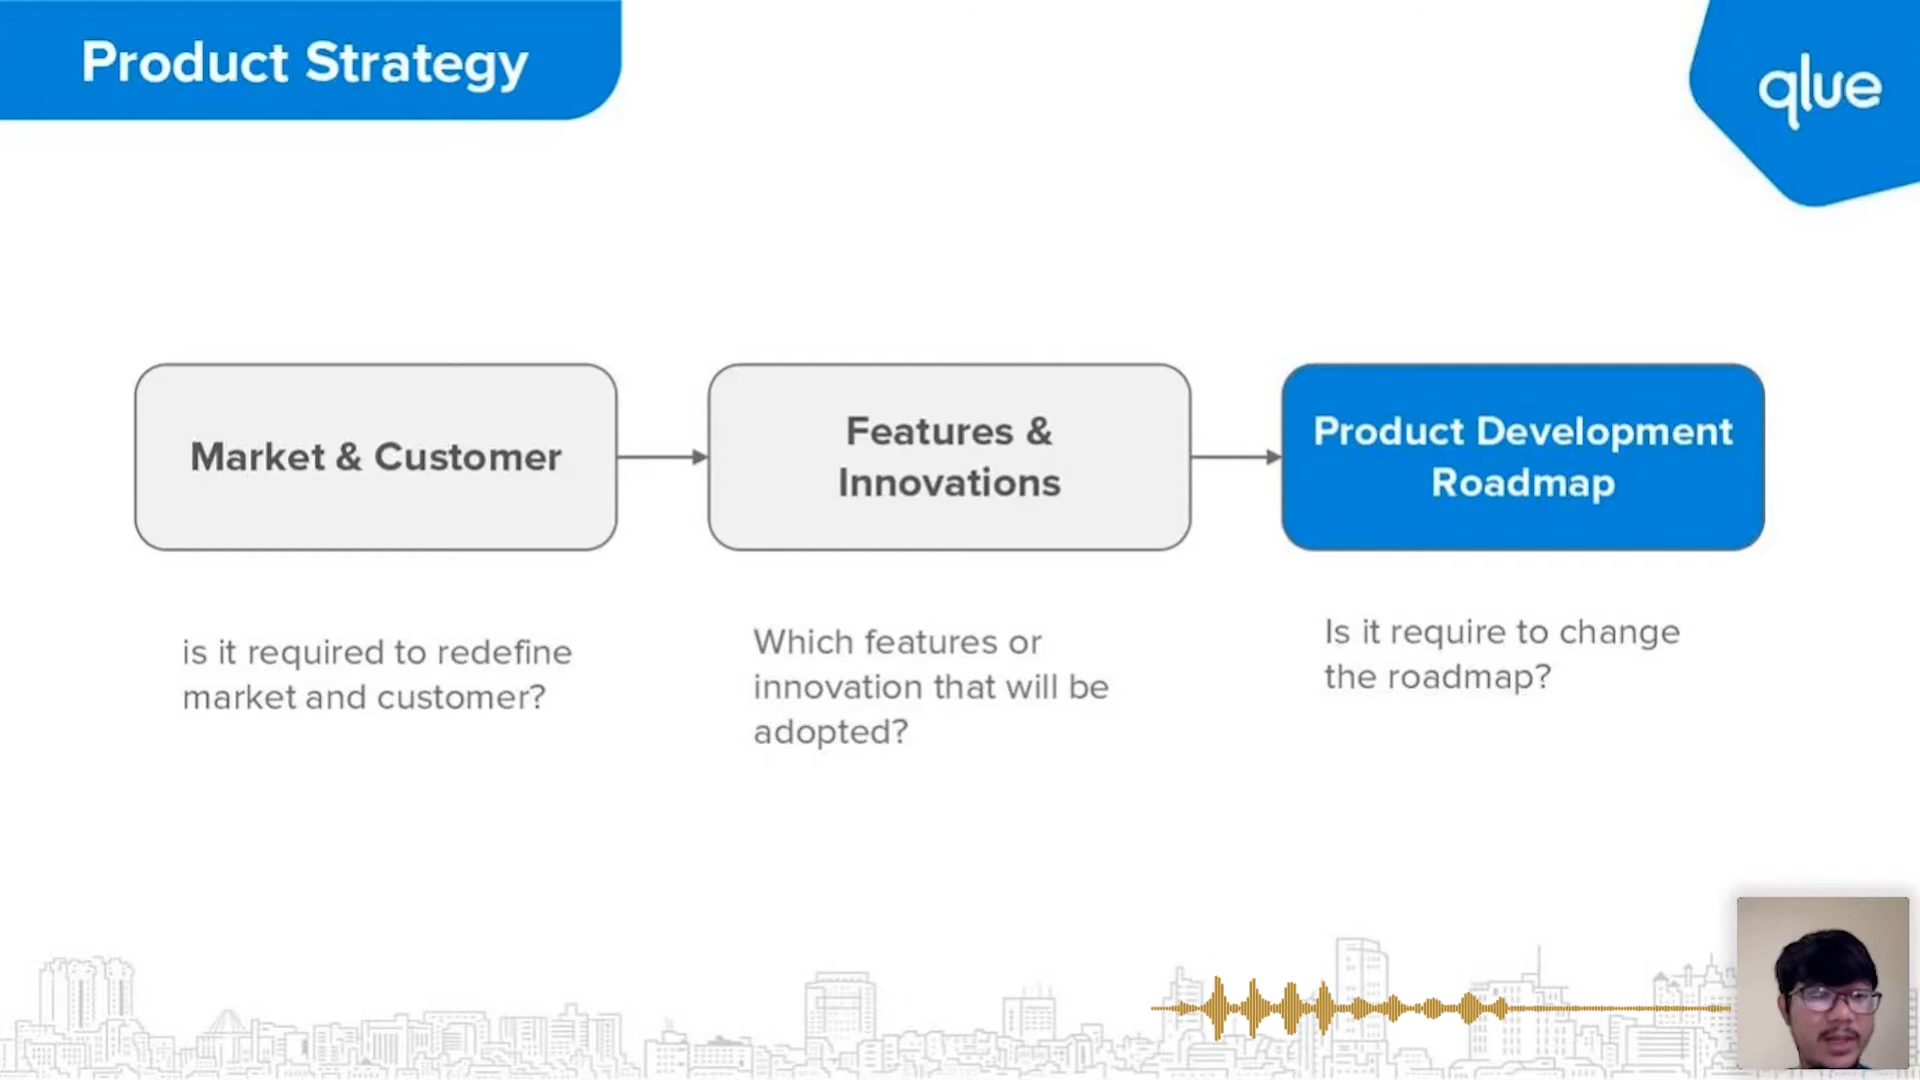 Product Strategy
qlue
Market & Customer
Features &
Innovations
Product Development
Roadmap
is it required to redefine
market and customer?
Which features or
innovation that will be
adopted?
Is it require to change
the roadmap?